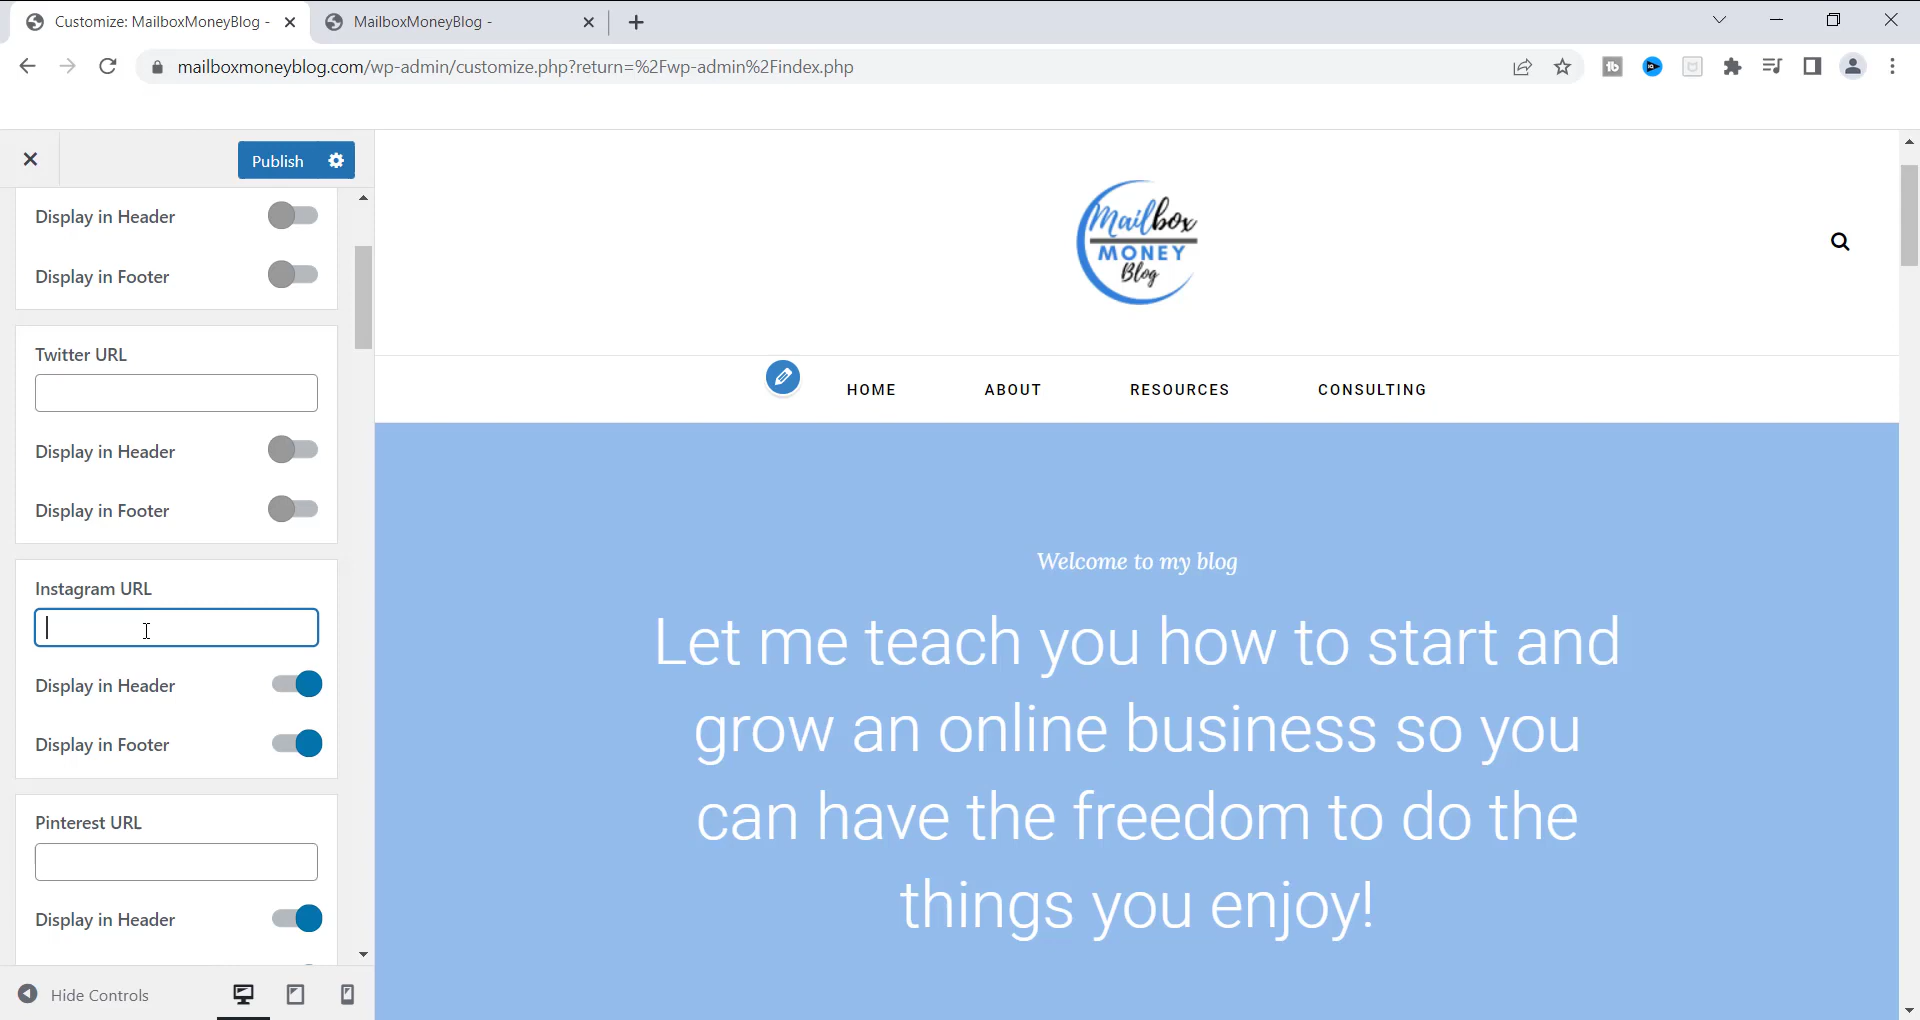 Customize: MailboxMoneyBlog -
MailboxMoneyBlog -
mailboxmoneyblog.com/wp-admin/customize.php?return=%2Fwp-admin%2Findex.php
Publish
Display in Header
Display in Footer
Twitter URL
Display in Header
Display in Footer
Instagram URL
Display in Header
Display in Footer
Pinterest URL
Display in Header
Hide Controls
Mailbox
MONEY
Blog
HOME
ABOUT
RESOURCES
CONSULTING
Welcome to my blog
Let me teach you how to start and
grow an online business so you
can have the freedom to do the
things you enjoy!